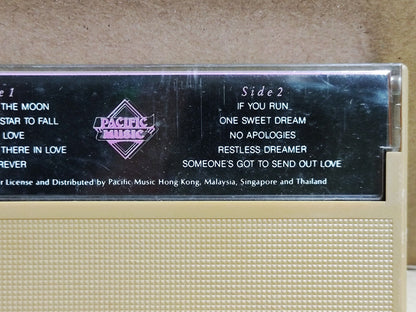 e 1
THE MOON
STAR TO FALL
LOVE
THERE IN LOVE
REVER
PACIFIC
MUSIC
Side 2
IF YOU RUN
ONE SWEET DREAM
NO APOLOGIES
RESTLESS DREAMER
SOMEONE'S GOT TO SEND OUT LOVE
r License and Distributed by Pacific Music Hong Kong, Malaysia, Singapore and Thailand